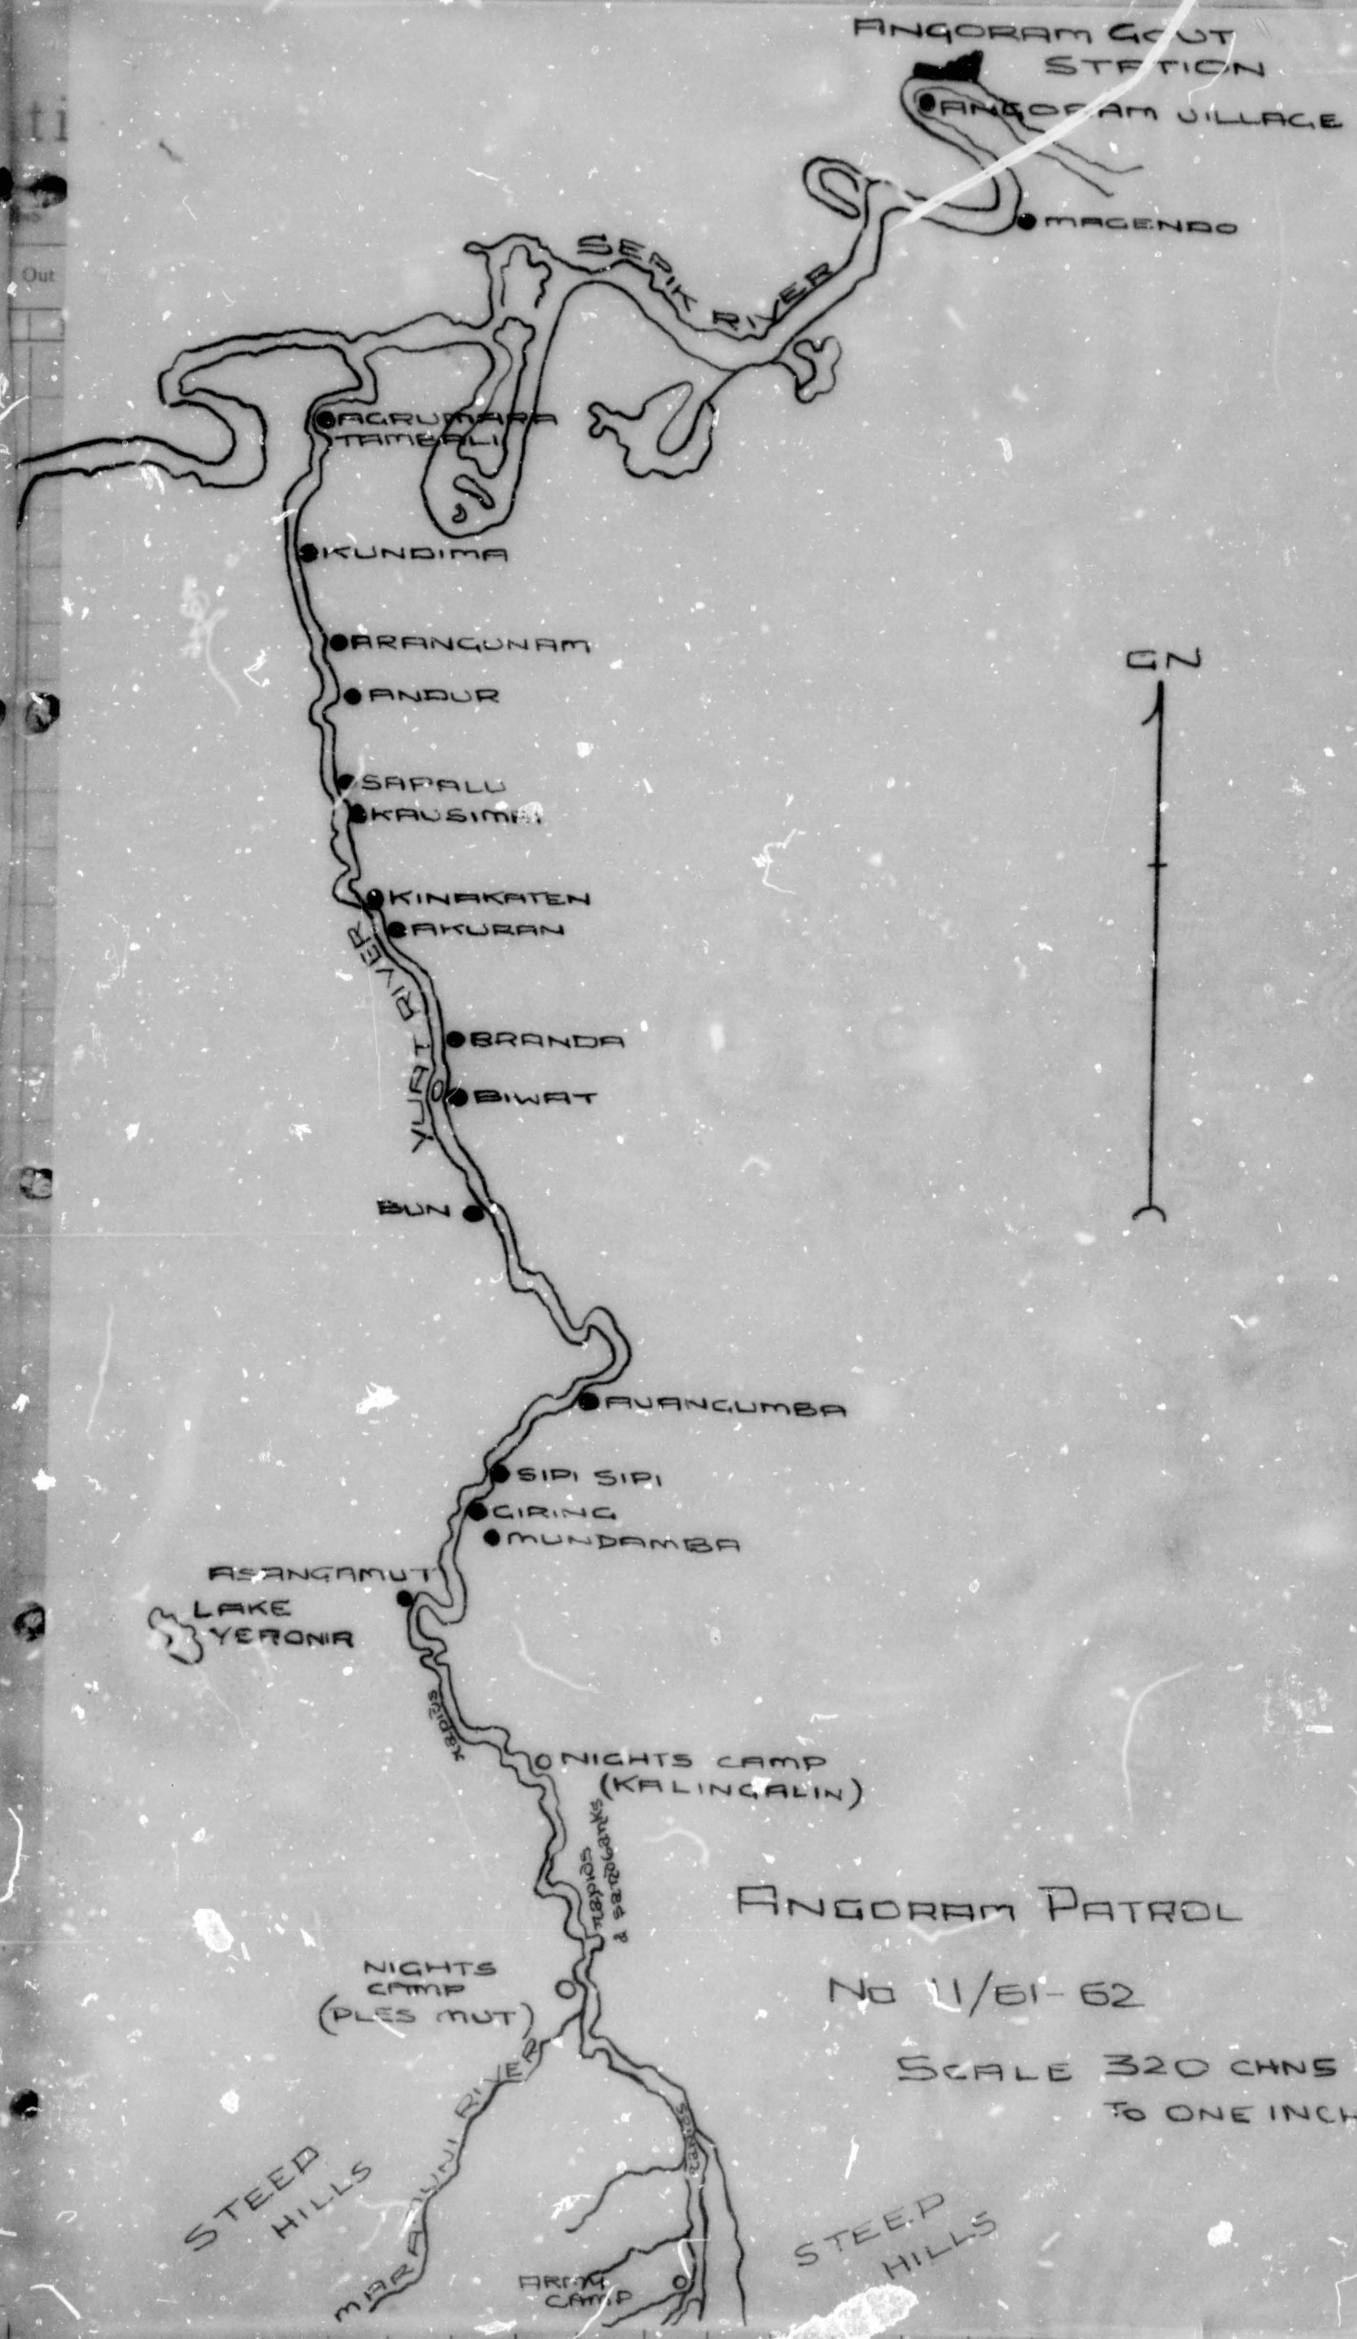 ANGORAM GOVT
STATION
ANGORAM VILLAGE
MAGENDO
SEPIK RIVER
Out
AGRUMARA
TAMBALI
KUNDIMA
ARANGUNAM
GN
ANDUR
SAPALU
KAUSIMBI
KINAKATEN
AKURAN
YUAT RIVER
BRANDA
BIWAT
BUN
AVANGUMBA
SIPI SIPI
GIRING
MUNDAMBA
ASANGAMUT
LAKE
YERONIA
RAPIDS
NIGHTS CAMP
(KALINGALIN)
RAPIDS
& SANDBANKS
ANGORAM PATROL
NIGHTS
CAMP
(PLES MUT)
No 11/61-62
SCALE 320 CHNS
TO ONE INCH
MARAMUNI RIVER
STEEP
HILLS
STEEP
HILLS
ARMY
CAMP